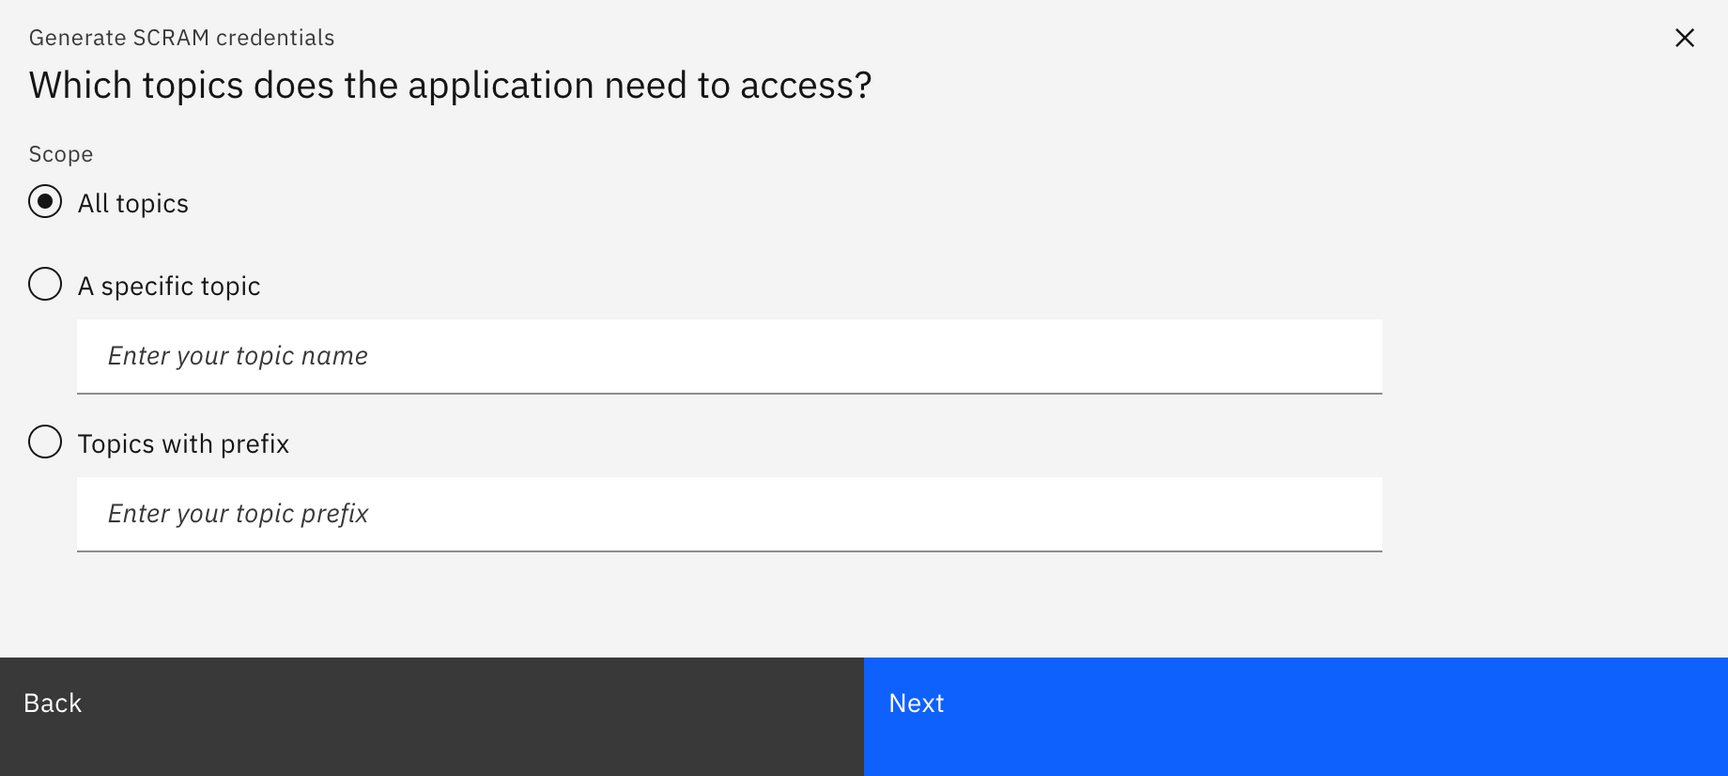 Generate SCRAM credentials
Which topics does the application need to access?
Scope
All topics
A specific topic
Enter your topic name
Topics with prefix
Enter your topic prefix
Back
Next